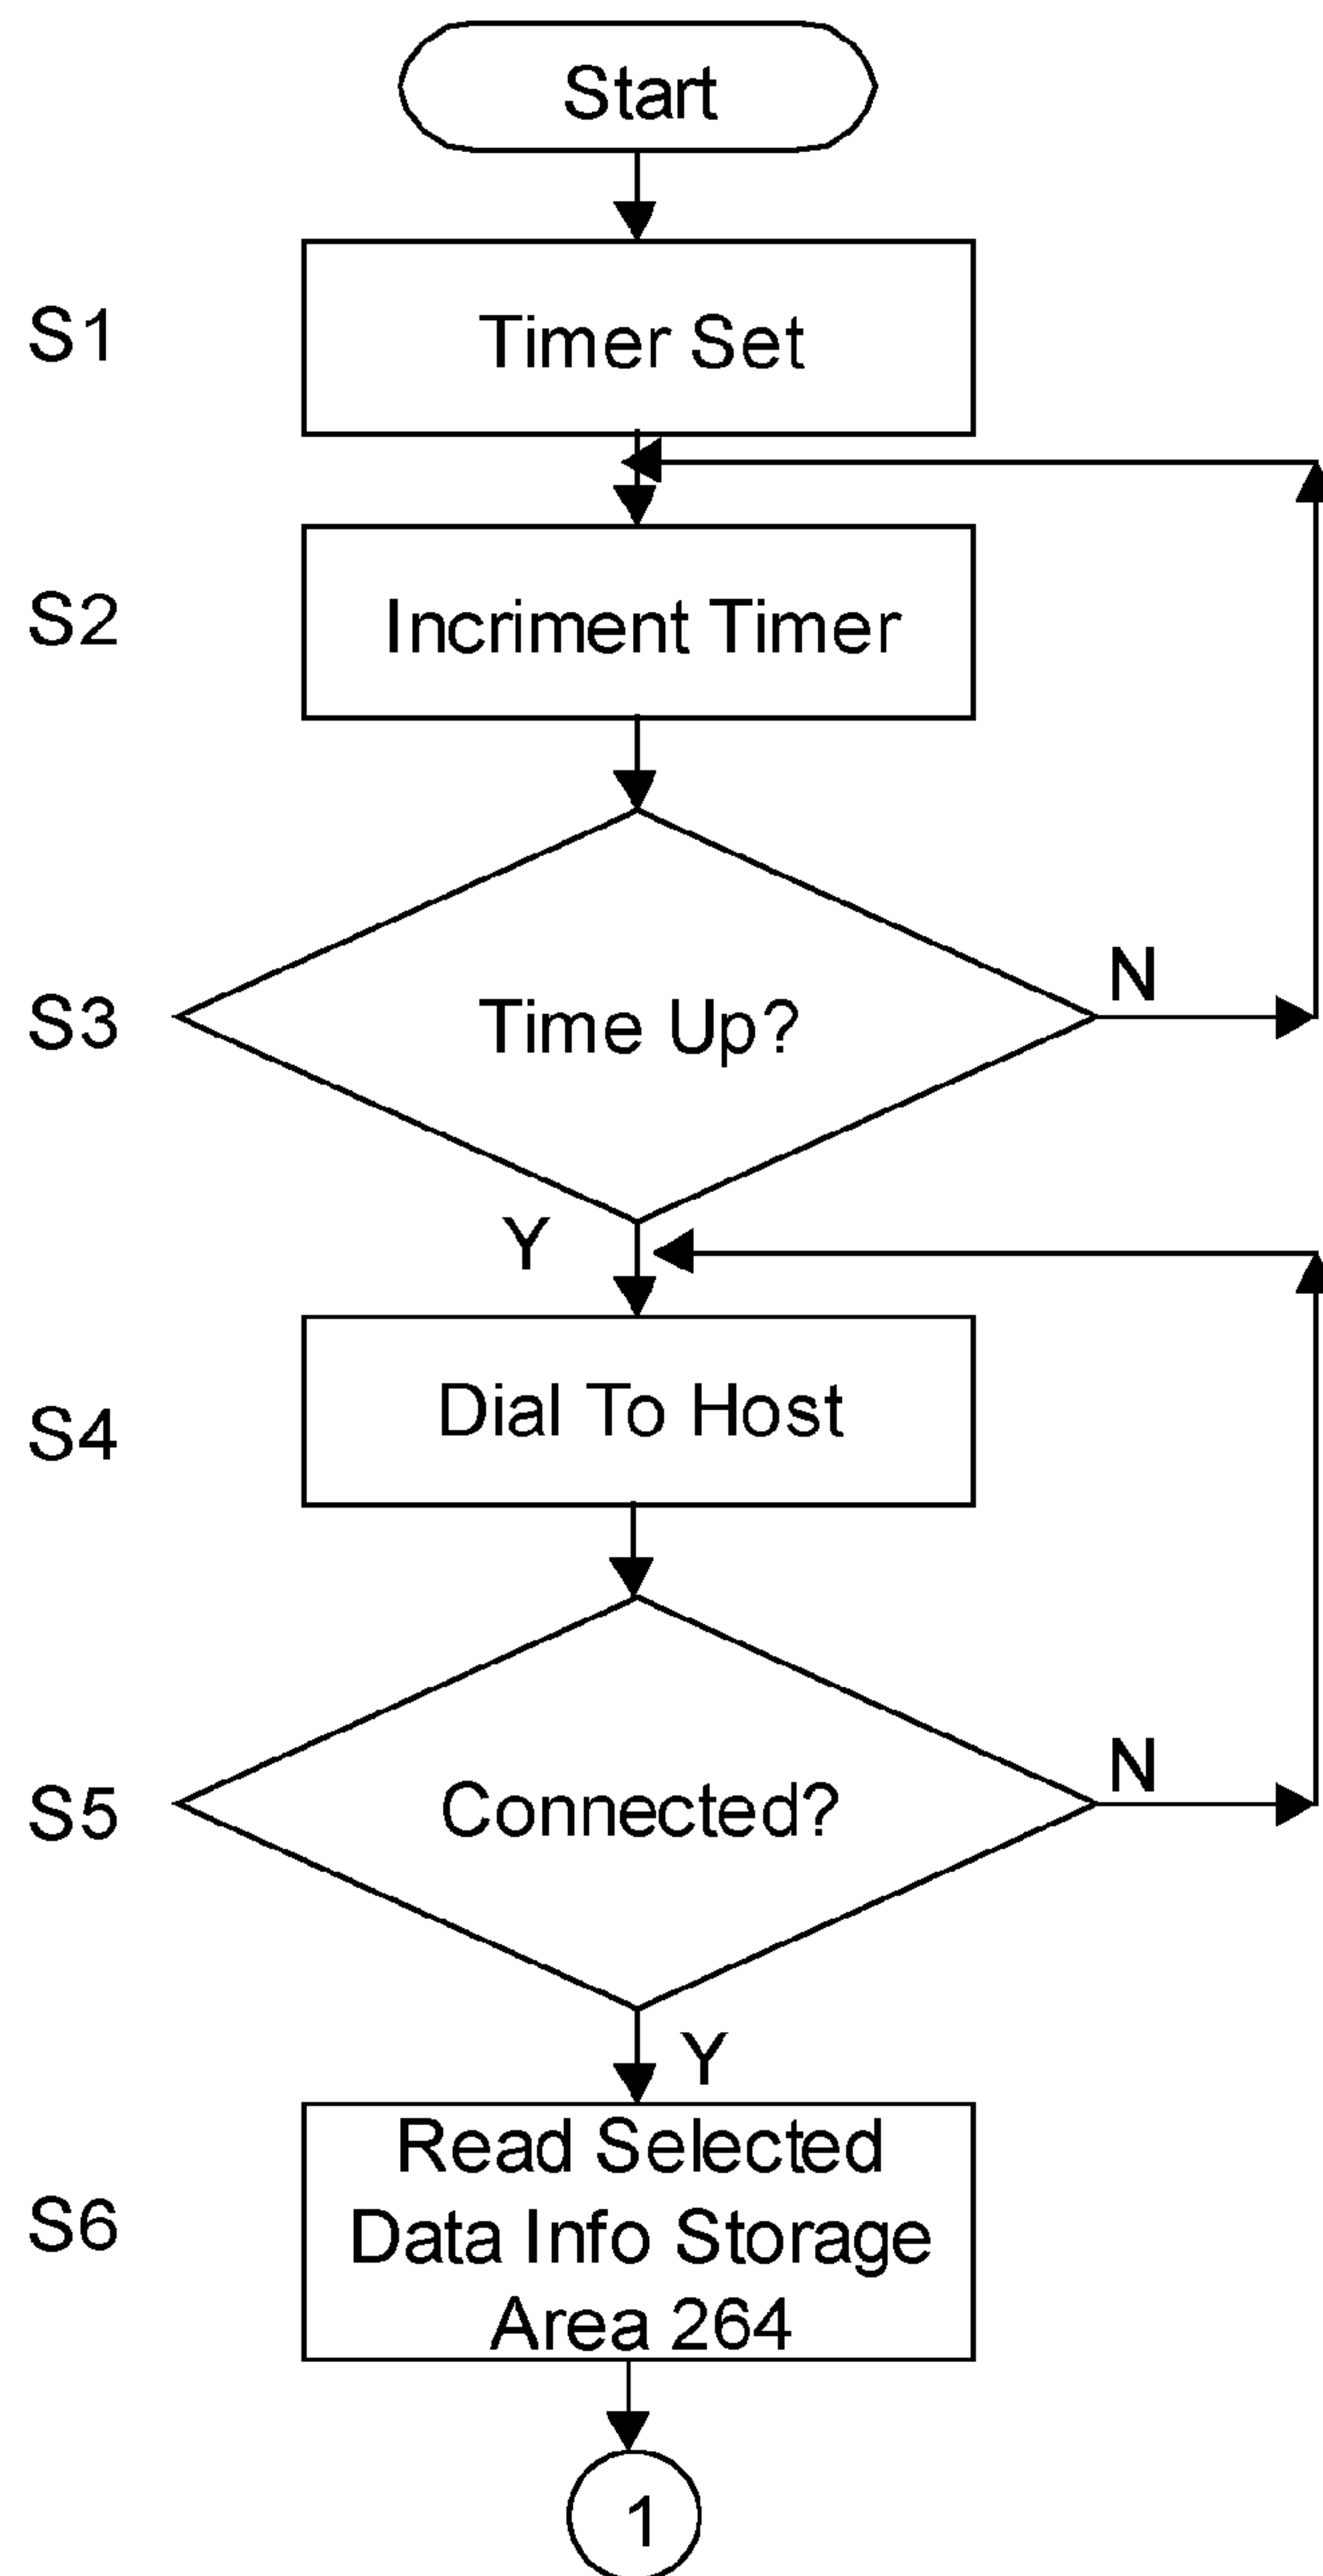 Start
S1
Timer Set
S2
Incriment Timer
S3
Time Up?
N
Y
S4
Dial To Host
S5
Connected?
N
Y
S6
Read Selected
Data Info Storage
Area 264
1